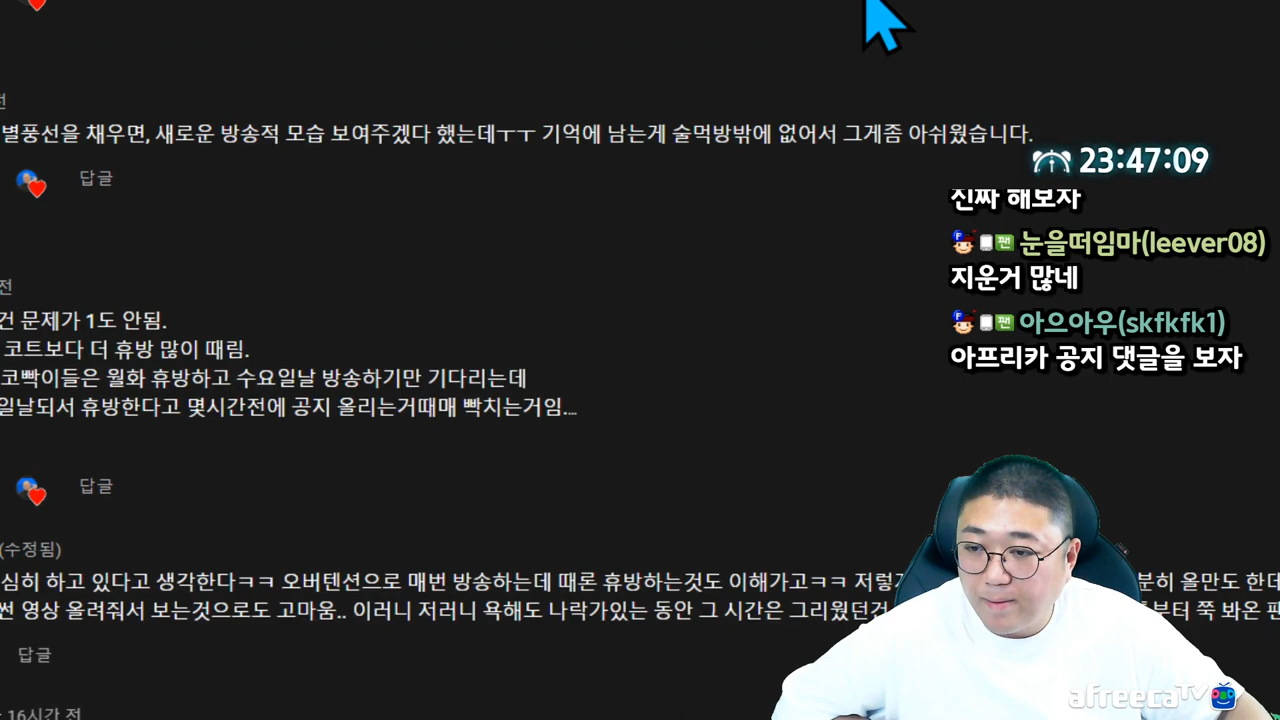 전
별풍선을 채우면, 새로운 방송적 모습 보여주겠다 했는데ㅜㅜ 기억에 남는게 술먹방밖에 없어서 그게좀 아쉬웠습니다.
답글
전
건 문제가 1도 안됨.
코트보다 더 휴방 많이 때림.
코빡이들은 월화 휴방하고 수요일날 방송하기만 기다리는데
일날되서 휴방한다고 몇시간전에 공지 올리는거때매 빡치는거임...
답글
(수정됨)
심히 하고 있다고 생각한다ㅋㅋ 오버텐션으로 매번 방송하는데 때론 휴방하는것도 이해가고ㅋㅋ 저렇게 분히 올만도 한데
썬 영상 올려줘서 보는것으로도 고마움.. 이러니 저러니 욕해도 나락가있는 동안 그 시간은 그리웠던건 부터 쭉 봐온 팬
답글
16시간 전
23:47:09
진짜 해보자
F 팬 눈을떠임마(leever08)
지운거 많네
F 팬 아으아우(skfkfk1)
아프리카 공지 댓글을 보자
afreecaTV